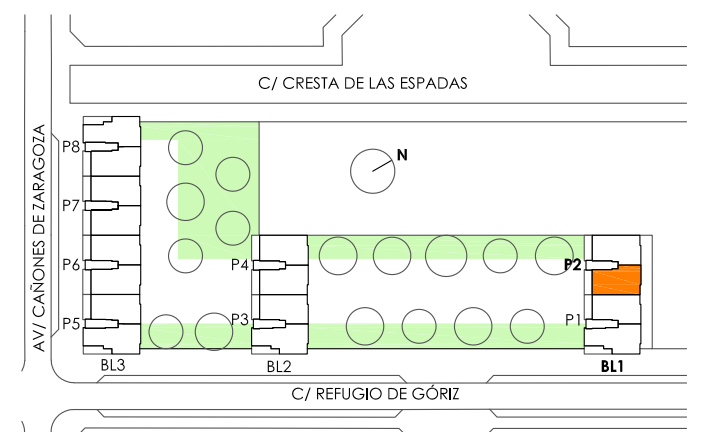 C/ CRESTA DE LAS ESPADAS
AV/ CAÑONES DE ZARAGOZA
P8
N
P7
P6
P4
P2
P5
P3
P1
BL3
BL2
BL1
C/ REFUGIO DE GÓRIZ